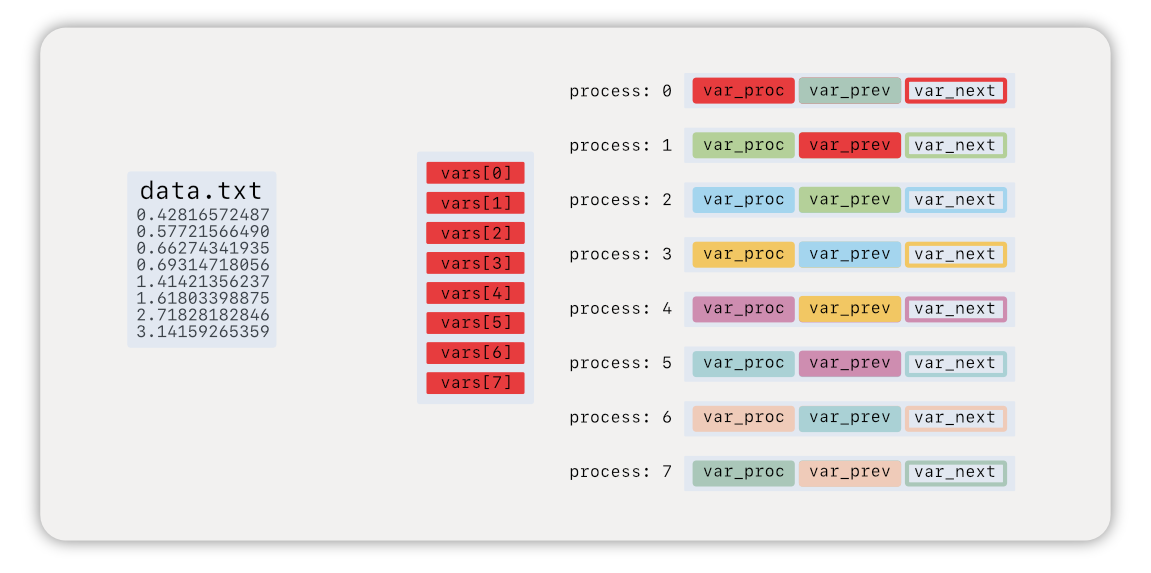 data.txt
0.42816572487
0.57721566490
0.66274341935
0.69314718056
1.41421356237
1.61803398875
2.71828182846
3.14159265359
vars[0]
vars[1]
vars[2]
vars[3]
vars[4]
vars[5]
vars[6]
vars[7]
process: 0 var_proc var_prev var_next
process: 1 var_proc var_prev var_next
process: 2 var_proc var_prev var_next
process: 3 var_proc var_prev var_next
process: 4 var_proc var_prev var_next
process: 5 var_proc var_prev var_next
process: 6 var_proc var_prev var_next
process: 7 var_proc var_prev var_next